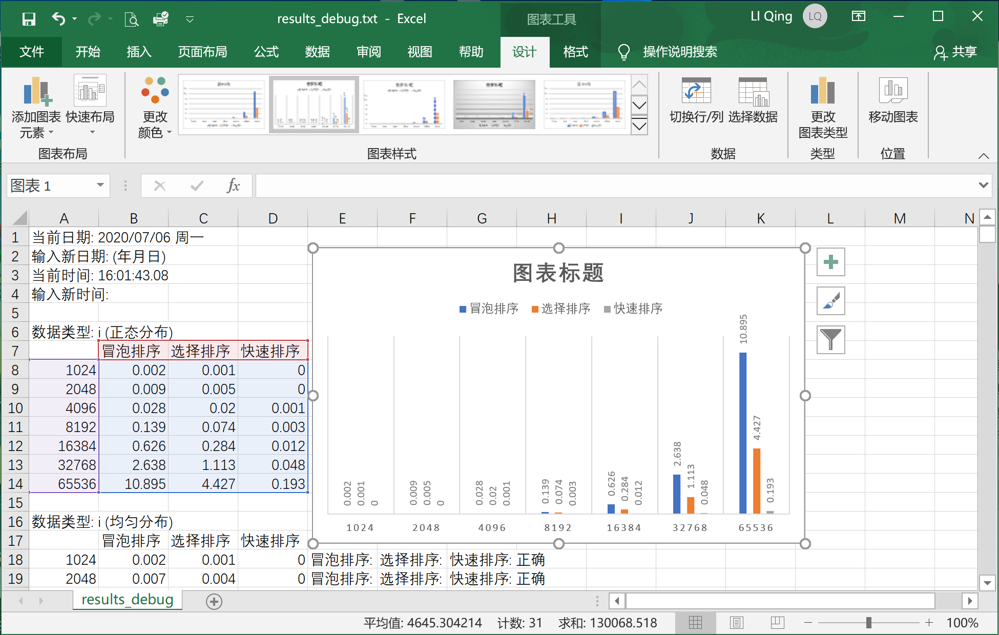 results_debug.txt - Excel
图表工具
LI Qing
LQ
文件 开始 插入 页面布局 公式 数据 审阅 视图 帮助 设计 格式 操作说明搜索 共享
添加图表
元素
快速布局
更改
颜色
切换行/列
选择数据
更改
图表类型
移动图表
图表布局 图表样式 数据 类型 位置
图表 1
fx
A B C D E F G H I J K L M N
1 当前日期: 2020/07/06 周一
2 输入新日期: (年月日)
3 当前时间: 16:01:43.08
4 输入新时间:
5
6 数据类型: i (正态分布)
7 冒泡排序 选择排序 快速排序
8 1024 0.002 0.001 0
9 2048 0.009 0.005 0
10 4096 0.028 0.02 0.001
11 8192 0.139 0.074 0.003
12 16384 0.626 0.284 0.012
13 32768 2.638 1.113 0.048
14 65536 10.895 4.427 0.193
15
16 数据类型: i (均匀分布)
17 冒泡排序 选择排序 快速排序
18 1024 0.002 0.001 0 冒泡排序: 选择排序: 快速排序: 正确
19 2048 0.007 0.004 0 冒泡排序: 选择排序: 快速排序: 正确
图表标题
冒泡排序 选择排序 快速排序
0.002 0.001 0
0.009 0.005 0
0.028 0.02 0.001
0.139 0.074 0.003
0.626 0.284 0.012
2.638 1.113 0.048
10.895 4.427 0.193
1024 2048 4096 8192 16384 32768 65536
results_debug
平均值: 4645.304214 计数: 31 求和: 130068.518
100%